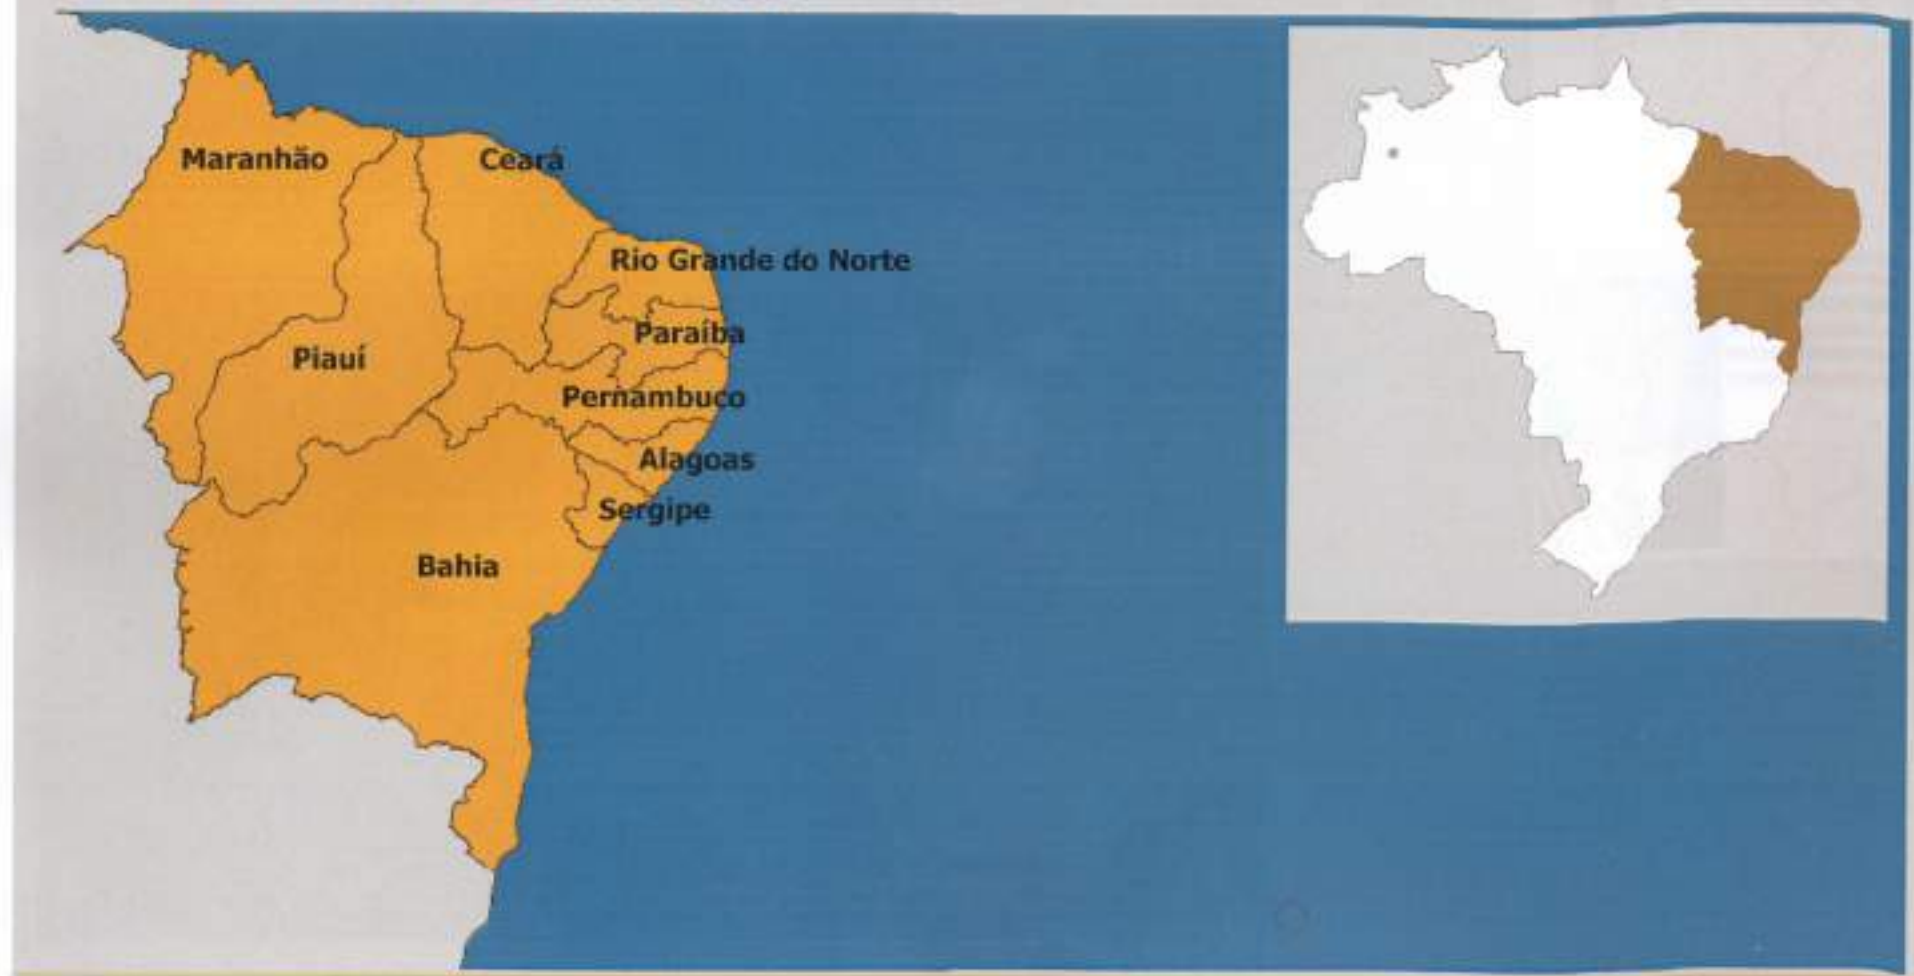 Maranhão
Ceará
Rio Grande do Norte
Paraíba
Piauí
Pernambuco
Alagoas
Sergipe
Bahia